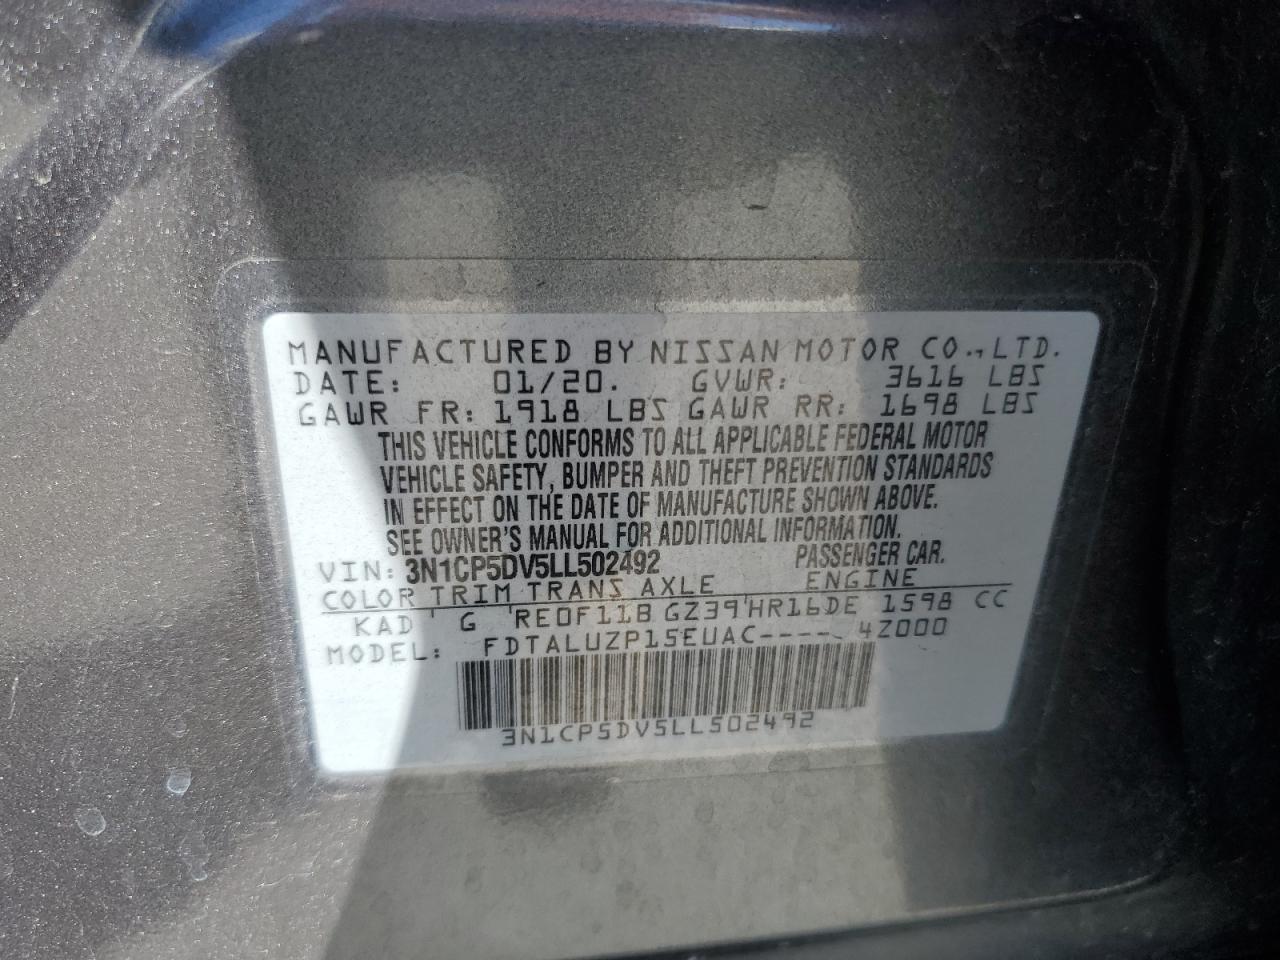 MANUFACTURED BY NISSAN MOTOR CO., LTD.
DATE: 01/20. GVWR: 3616 LBS
GAWR FR: 1918 LBS GAWR RR: 1698 LBS
THIS VEHICLE CONFORMS TO ALL APPLICABLE FEDERAL MOTOR
VEHICLE SAFETY, BUMPER AND THEFT PREVENTION STANDARDS
IN EFFECT ON THE DATE OF MANUFACTURE SHOWN ABOVE.
SEE OWNER'S MANUAL FOR ADDITIONAL INFORMATION.
VIN: 3N1CP5DV5LL502492 PASSENGER CAR.
COLOR TRIM TRANS AXLE ENGINE
KAD G RE0F11B GZ39 HR16DE 1598 CC
MODEL: FDTALUZP15EUAC---- 4Z000
3N1CP5DV5LL502492